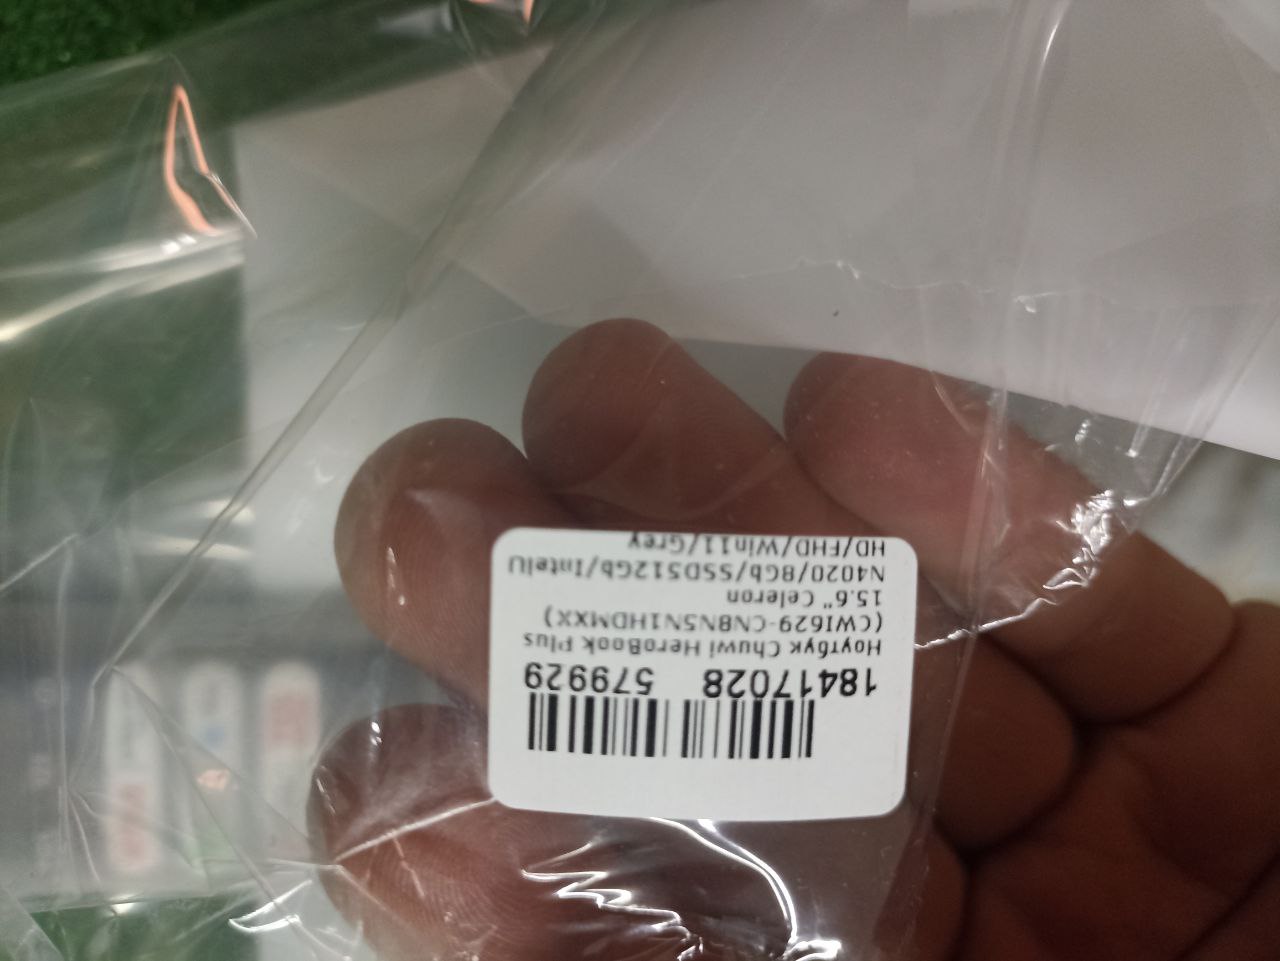 18417028 579929
Ноутбук Chuwi HeroBook Plus
(CWI629-CN8N5N1HDMXX)
15.6" Celeron
N4020/8Gb/SSD512Gb/IntelU
HD/FHD/Win11/Grey